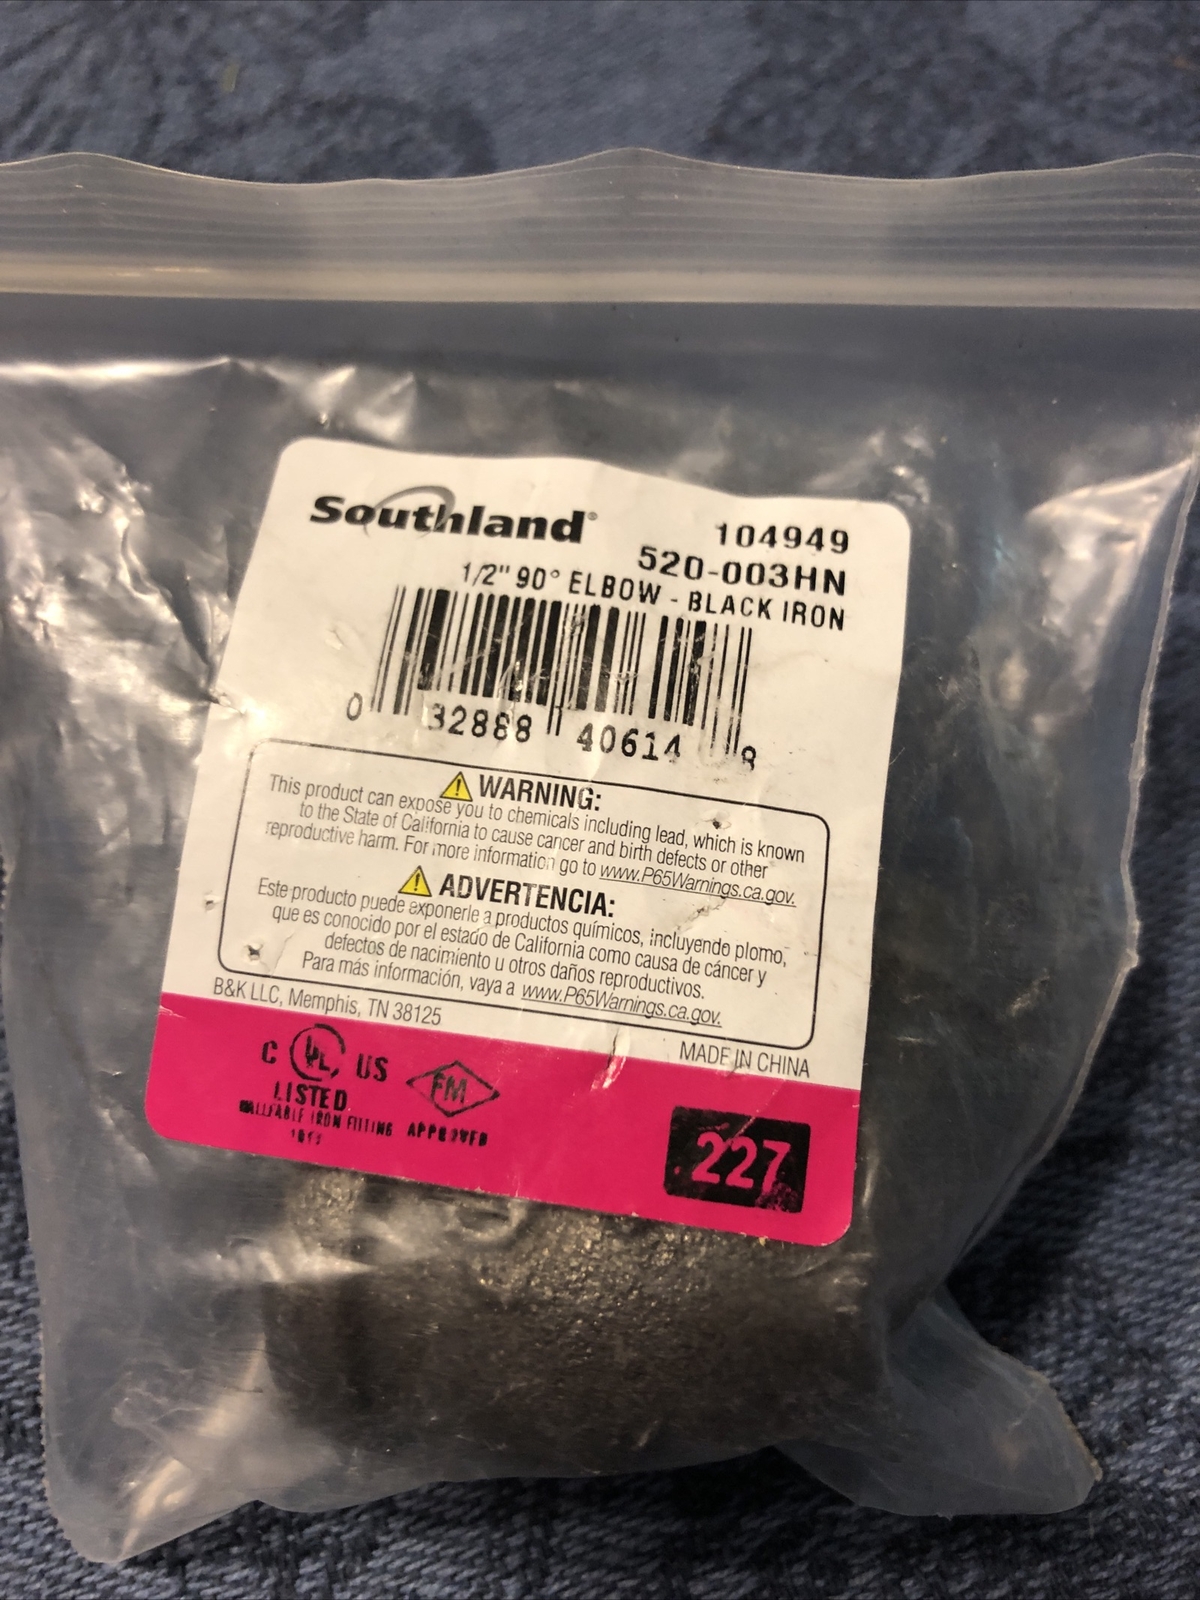 Southland®
104949
520-003HN
1/2" 90° ELBOW - BLACK IRON
0 32888 40614 8
WARNING:
This product can expose you to chemicals including lead, which is known
to the State of California to cause cancer and birth defects or other
reproductive harm. For more information go to www.P65Warnings.ca.gov.
ADVERTENCIA:
Este producto puede exponerle a productos químicos, incluyendo plomo,
que es conocido por el estado de California como causa de cáncer y
defectos de nacimiento u otros daños reproductivos.
Para más información, vaya a www.P65Warnings.ca.gov.
B&K LLC, Memphis, TN 38125
MADE IN CHINA
C UL US
LISTED
MALLEABLE IRON FITTING
FM
APPROVED
227